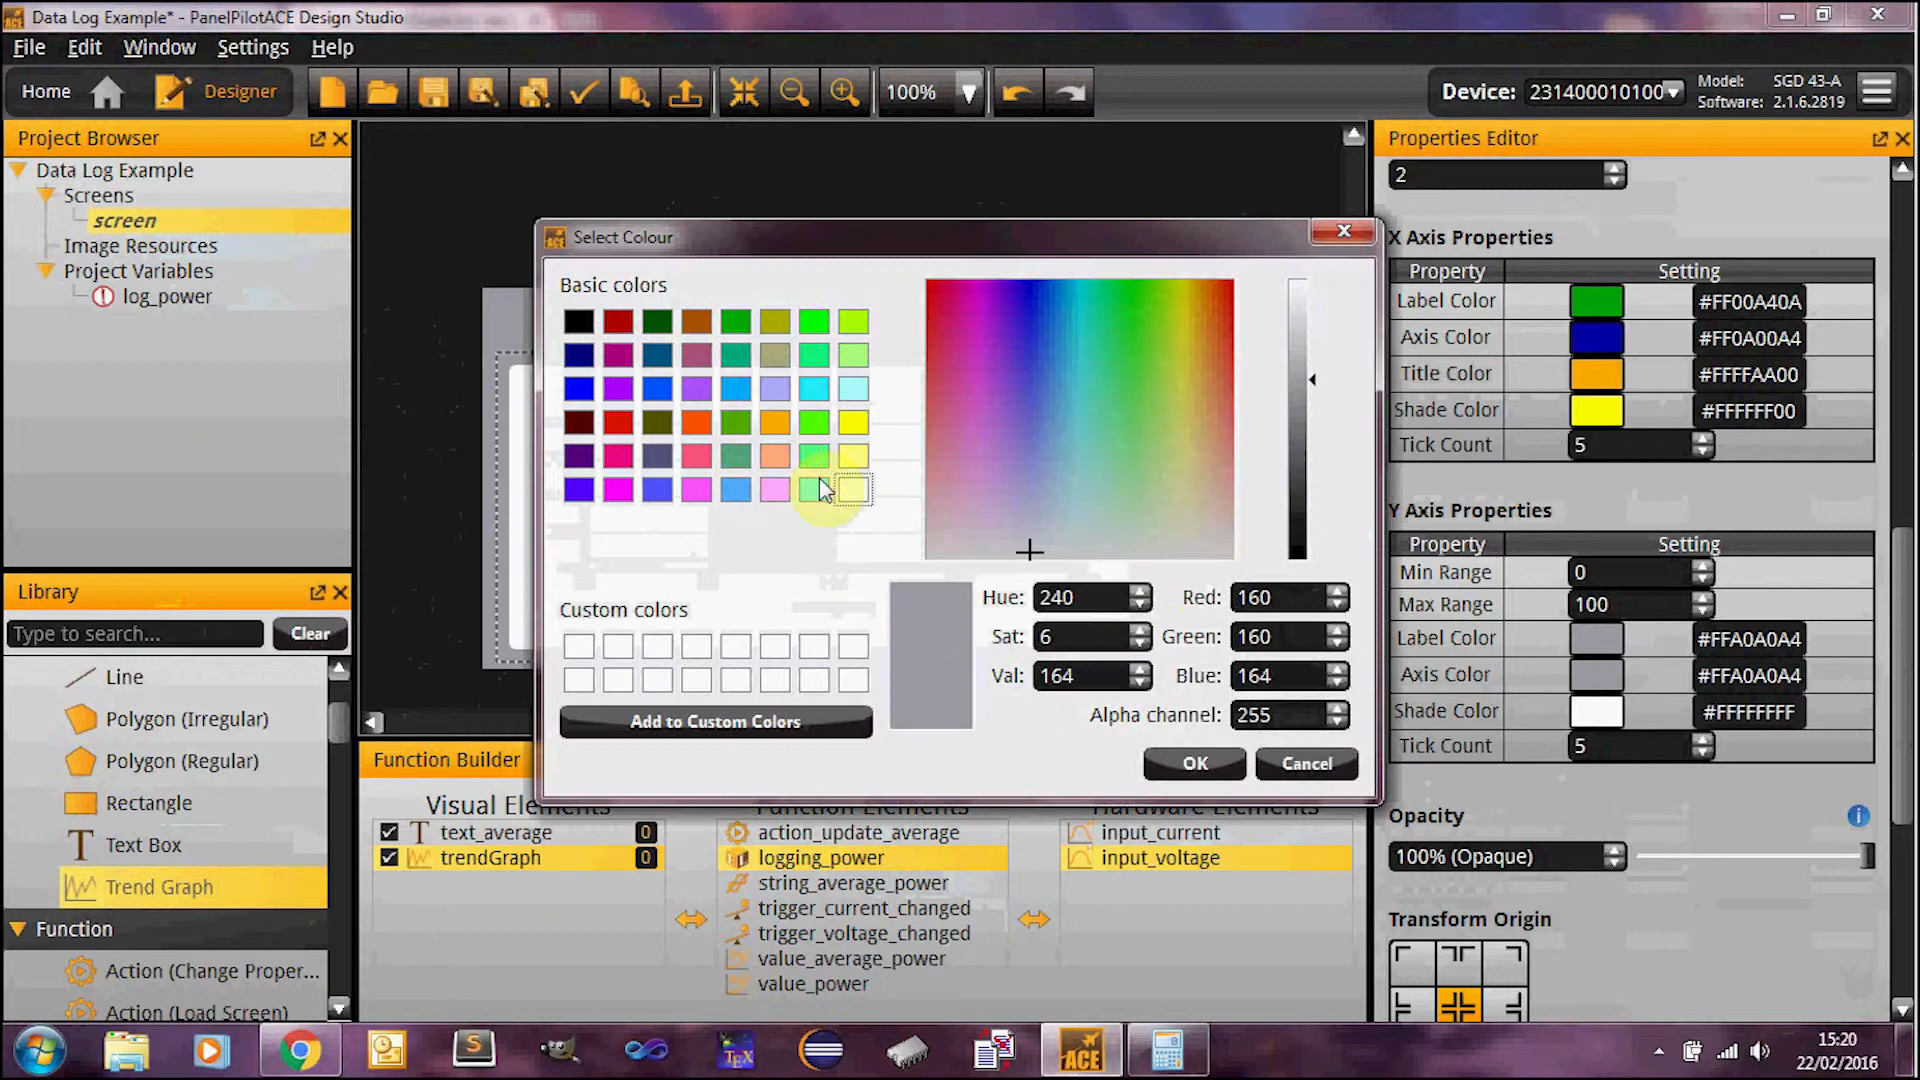 Data Log Example* - PanelPilotACE Design Studio
File Edit Window Settings Help
Home Designer 100% Device: 231400010100 Model: SGD 43-A
Software: 2.1.6.2819
Project Browser
Data Log Example
Screens
screen
Image Resources
Project Variables
log_power
Library
Type to search... Clear
Line
Polygon (Irregular)
Polygon (Regular)
Rectangle
Text Box
Trend Graph
Function
Action (Change Proper...
Action (Load Screen)
Select Colour
Basic colors
Custom colors
Add to Custom Colors
Hue: 240 Red: 160
Sat: 6 Green: 160
Val: 164 Blue: 164
Alpha channel: 255
OK Cancel
Function Builder
Visual Elements Function Elements Hardware Elements
text_average 0 action_update_average input_current
trendGraph 0 logging_power input_voltage
string_average_power
trigger_current_changed
trigger_voltage_changed
value_average_power
value_power
Properties Editor
2
X Axis Properties
Property Setting
Label Color #FF00A40A
Axis Color #FF0A00A4
Title Color #FFFFAA00
Shade Color #FFFFFF00
Tick Count 5
Y Axis Properties
Property Setting
Min Range 0
Max Range 100
Label Color #FFA0A0A4
Axis Color #FFA0A0A4
Shade Color #FFFFFFFF
Tick Count 5
Opacity
100% (Opaque)
Transform Origin
ACE
15:20
22/02/2016